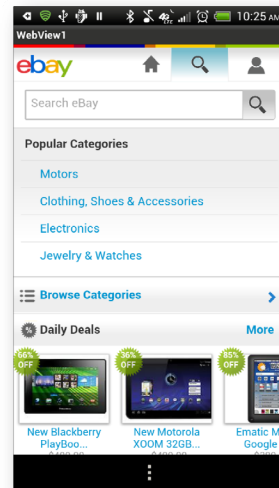 10:25 AM
WebView1
ebay
Search eBay
Popular Categories
Motors
Clothing, Shoes & Accessories
Electronics
Jewelry & Watches
Browse Categories
Daily Deals
More
66% OFF
36% OFF
85% OFF
New Blackberry PlayBoo...
New Motorola XOOM 32GB...
Ematic M
Google